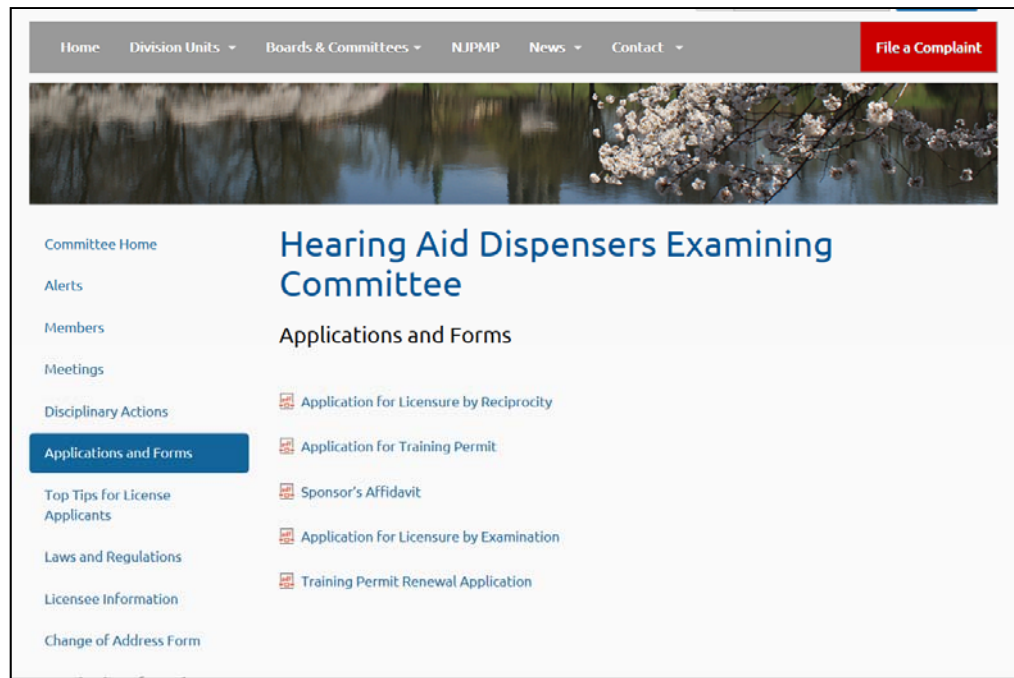 Home Division Units Boards & Committees NJPMP News Contact File a Complaint
Committee Home
Alerts
Members
Meetings
Disciplinary Actions
Applications and Forms
Top Tips for License
Applicants
Laws and Regulations
Licensee Information
Change of Address Form
Hearing Aid Dispensers Examining
Committee
Applications and Forms
Application for Licensure by Reciprocity
Application for Training Permit
Sponsor's Affidavit
Application for Licensure by Examination
Training Permit Renewal Application